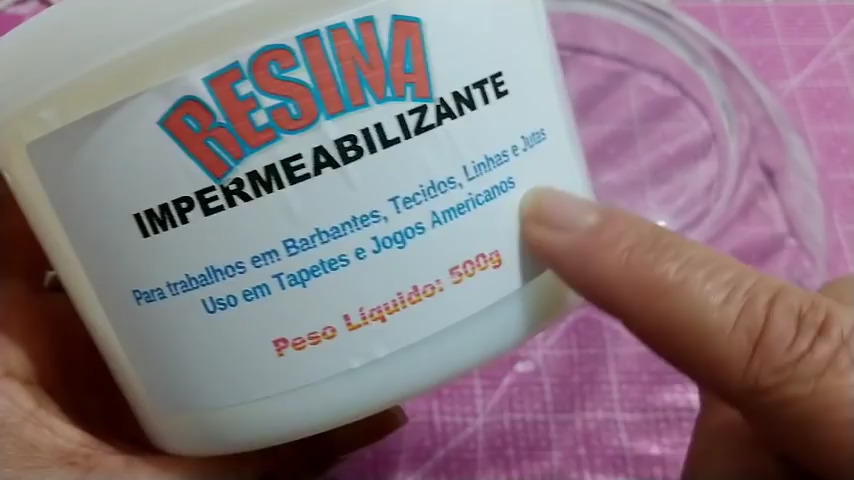 RESINA
IMPERMEABILIZANTE
Para trabalhos em Barbantes, Tecidos, Linhas e Jutas
Uso em Tapetes e Jogos Americanos
Peso Líquido: 500g